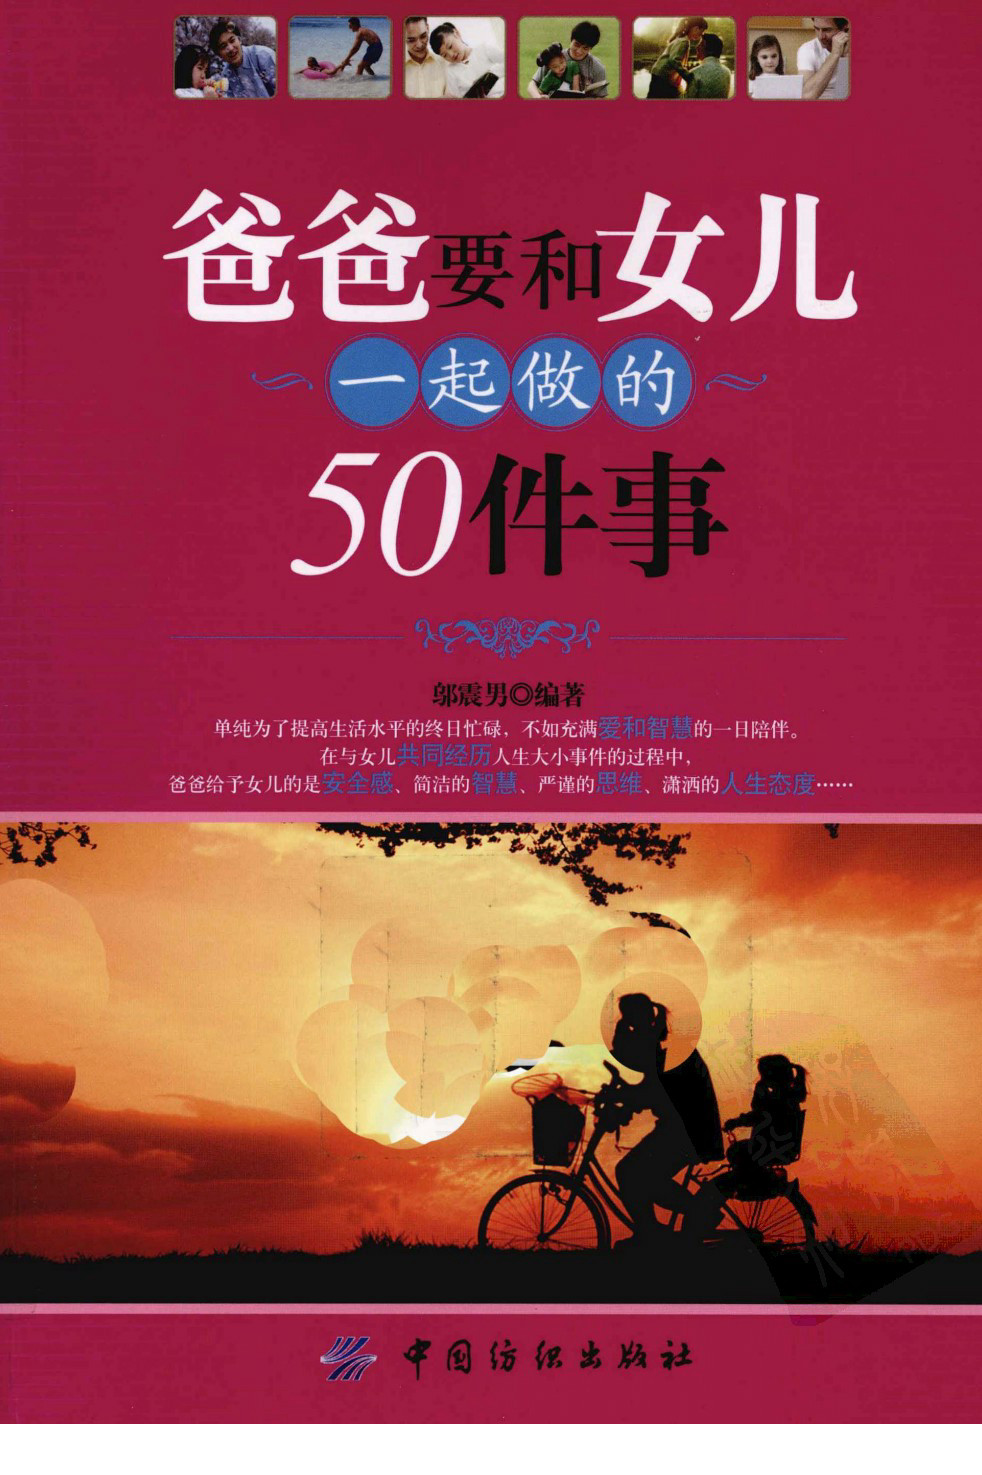 爸爸要和女儿
一起做的
50件事
邬震男◎编著
单纯为了提高生活水平的终日忙碌，不如充满爱和智慧的一日陪伴。
在与女儿共同经历人生大小事件的过程中，
爸爸给予女儿的是安全感、简洁的智慧、严谨的思维、潇洒的人生态度……
中国纺织出版社